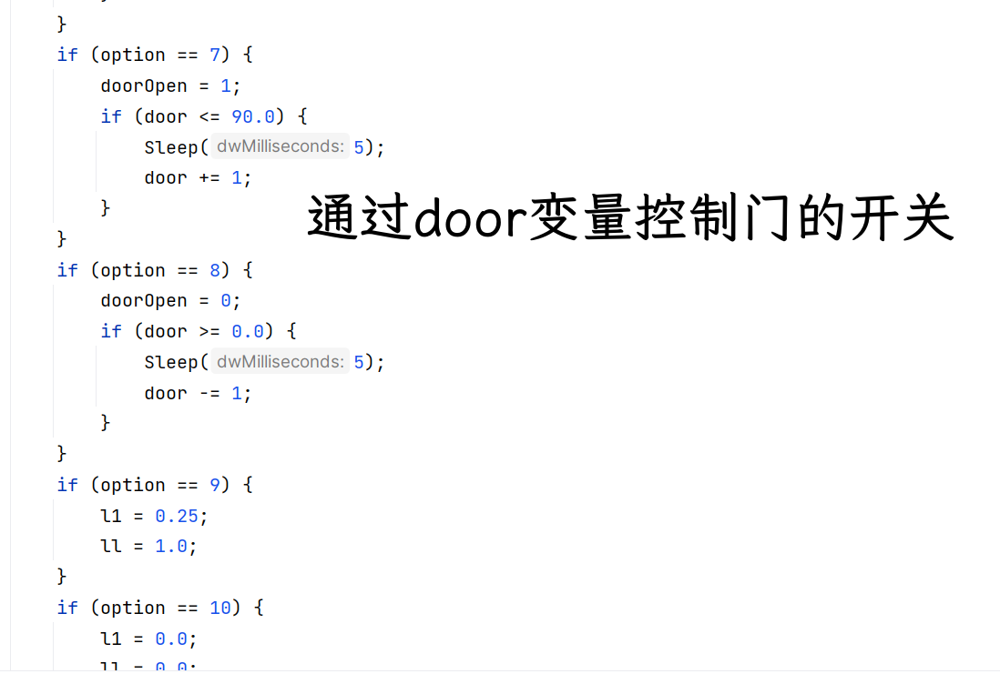 }
if (option == 7) {
doorOpen = 1;
if (door <= 90.0) {
Sleep( dwMilliseconds: 5);
door += 1;
}
通过door变量控制门的开关
}
if (option == 8) {
doorOpen = 0;
if (door >= 0.0) {
Sleep( dwMilliseconds: 5);
door -= 1;
}
}
if (option == 9) {
l1 = 0.25;
ll = 1.0;
}
if (option == 10) {
l1 = 0.0;
ll = 0.0;